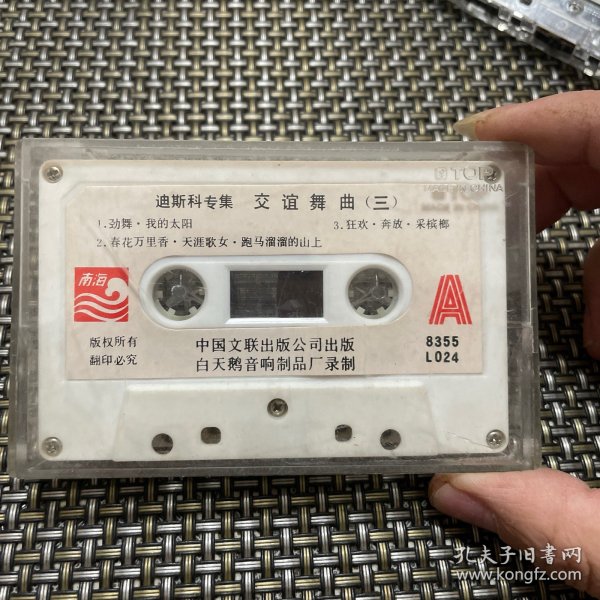 TOP
MADE IN CHINA
迪斯科专集 交谊舞曲(三)
1.劲舞·我的太阳
3.狂欢·奔放·采槟榔
2.春花万里香·天涯歌女·跑马溜溜的山上
南海
A
版权所有
翻印必究
中国文联出版公司出版
白天鹅音响制品厂录制
8355
L024
孔夫子旧书网
www.kongfz.com